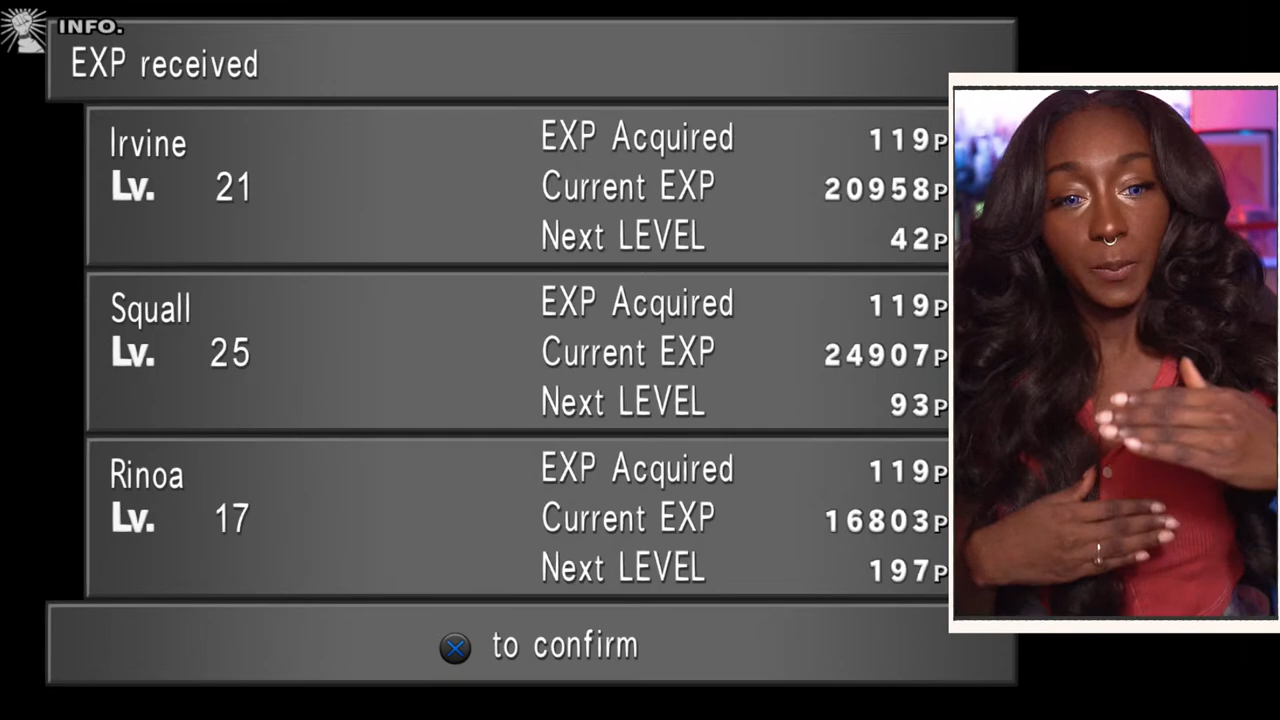 INFO.
EXP received
Irvine
Lv. 21
EXP Acquired 119P
Current EXP 20958P
Next LEVEL 42P
Squall
Lv. 25
EXP Acquired 119P
Current EXP 24907P
Next LEVEL 93P
Rinoa
Lv. 17
EXP Acquired 119P
Current EXP 16803P
Next LEVEL 197P
to confirm